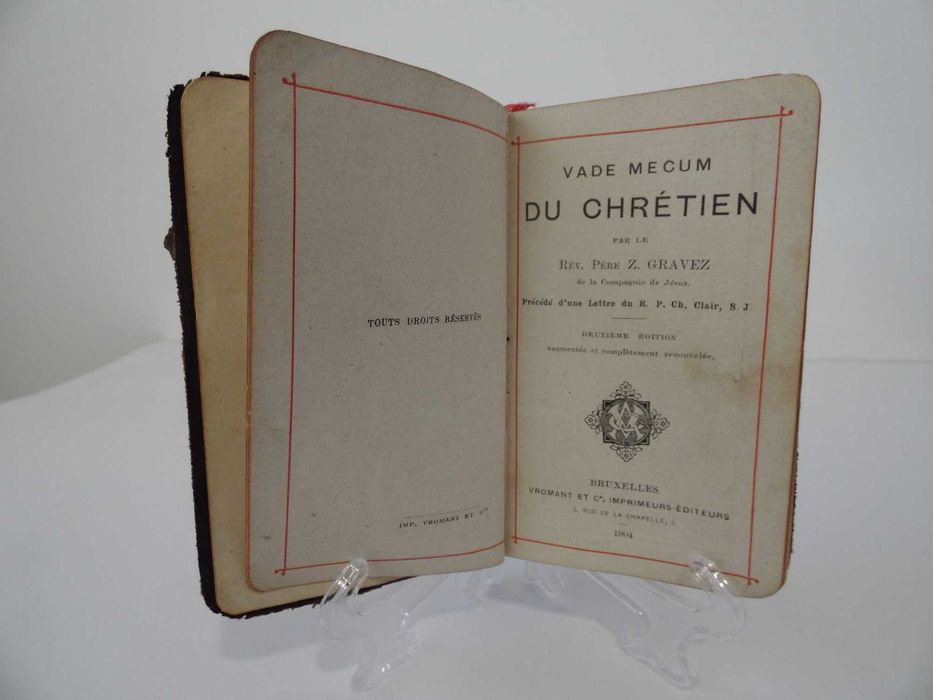 TOUTS DROITS RÉSERVÉS
IMP. VROMANT ET Cie
VADE MECUM
DU CHRÉTIEN
PAR LE
RÉV. PÈRE Z. GRAVEZ
de la Compagnie de Jésus.
Précédé d'une Lettre du R. P. Ch. Clair, S. J.
DEUXIÈME ÉDITION
augmentée et complètement renouvelée.
BRUXELLES
VROMANT ET Ce, IMPRIMEURS-ÉDITEURS
3, RUE DE LA CHAPELLE, 3
1904